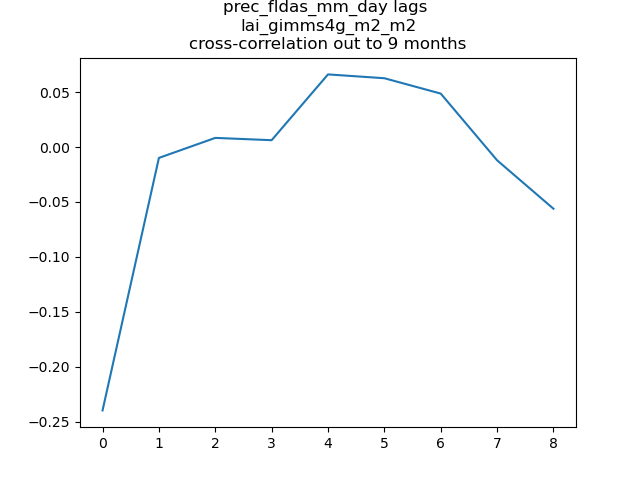 prec_fldas_mm_day lags
lai_gimms4g_m2_m2
cross-correlation out to 9 months
0.05
0.00
−0.05
−0.10
−0.15
−0.20
−0.25
0 1 2 3 4 5 6 7 8